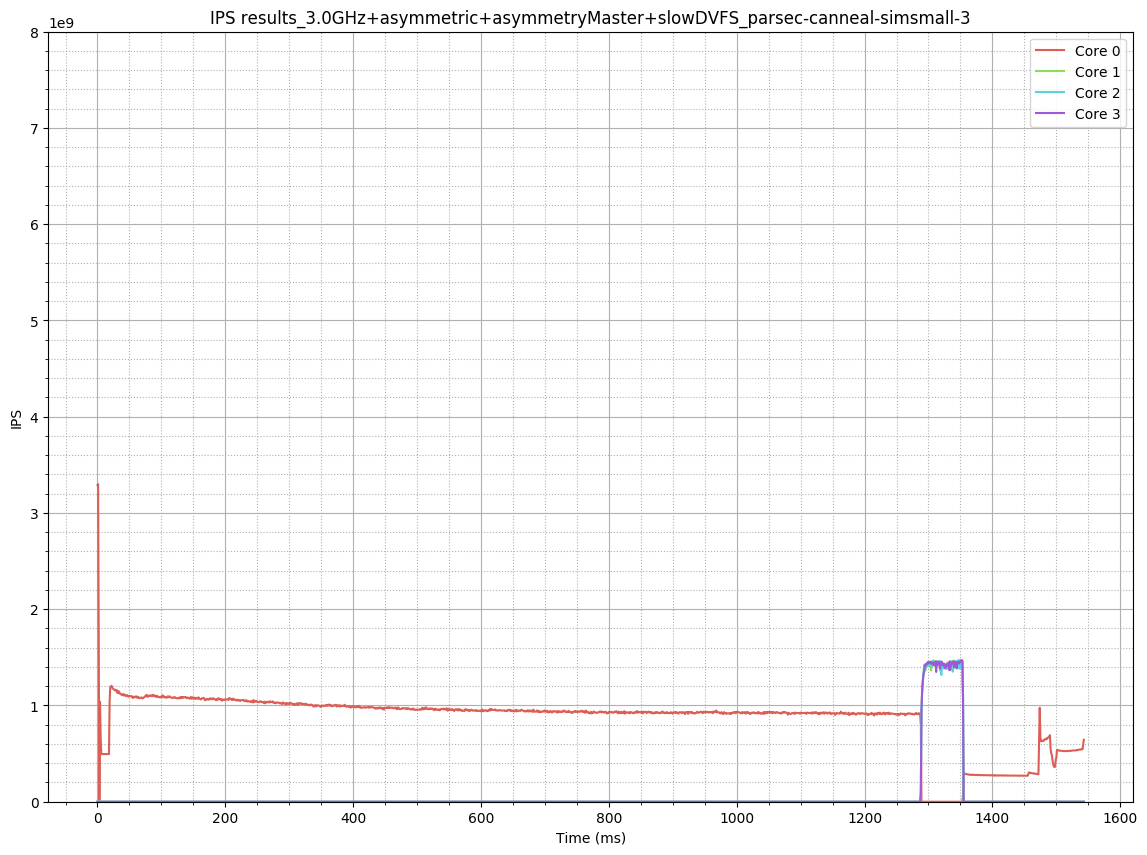 IPS results_3.0GHz+asymmetric+asymmetryMaster+slowDVFS_parsec-canneal-simsmall-3
1e9
8
7
6
5
4
3
2
1
0
IPS
Core 0
Core 1
Core 2
Core 3
0 200 400 600 800 1000 1200 1400 1600
Time (ms)